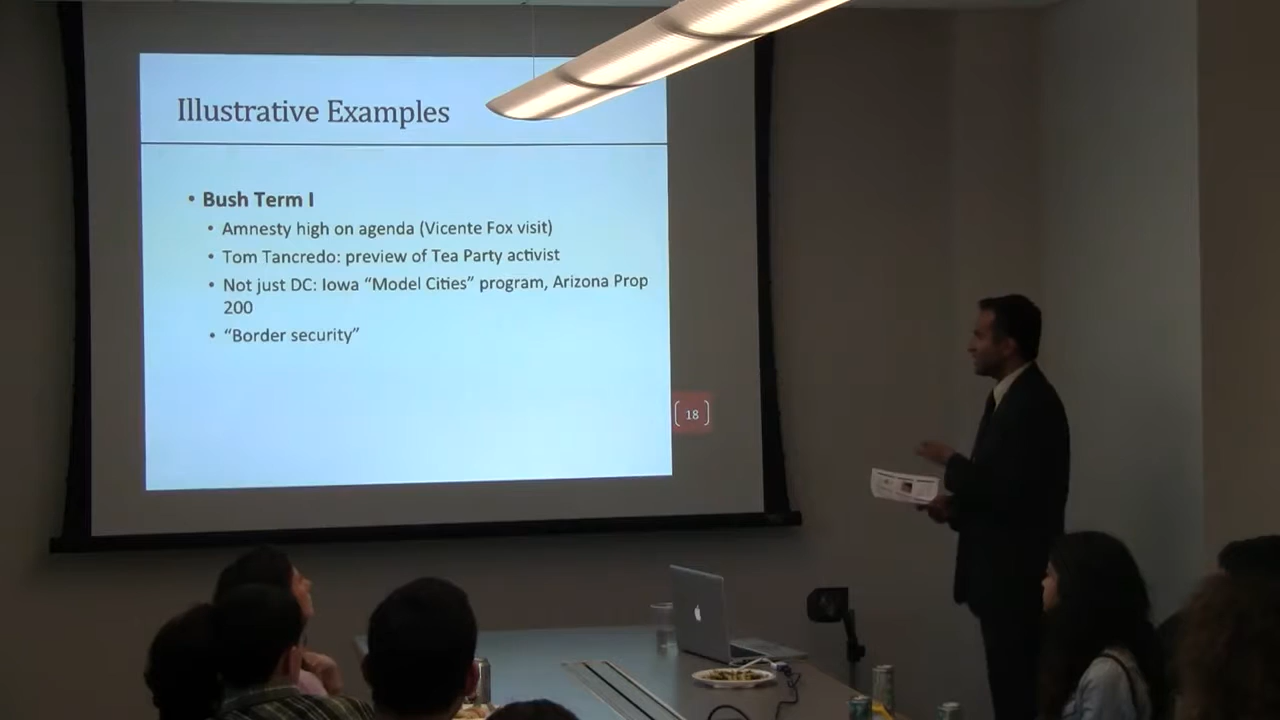 Illustrative Examples
• Bush Term I
• Amnesty high on agenda (Vicente Fox visit)
• Tom Tancredo: preview of Tea Party activist
• Not just DC: Iowa “Model Cities” program, Arizona Prop
200
• “Border security”
18